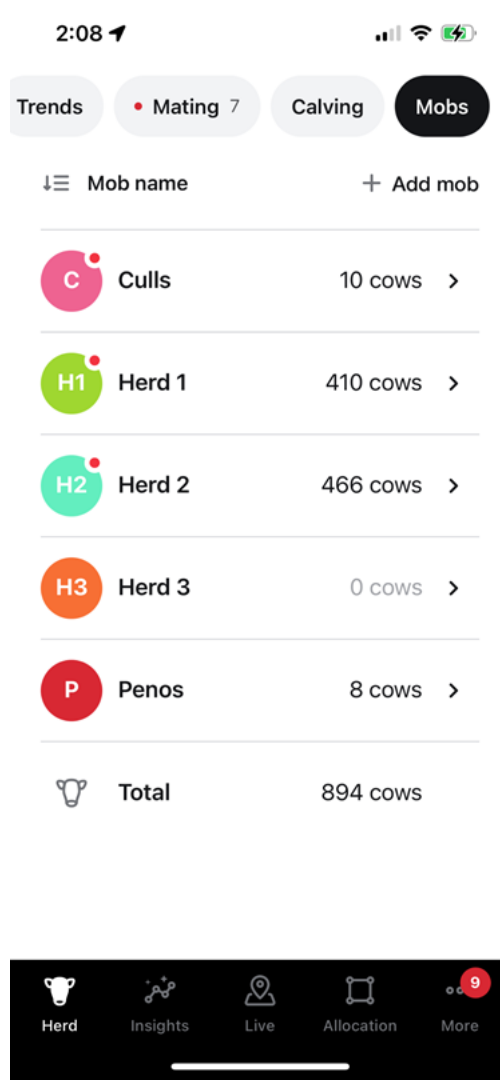 2:08
Trends
Mating 7
Calving
Mobs
Mob name
+ Add mob
C Culls 10 cows
H1 Herd 1 410 cows
H2 Herd 2 466 cows
H3 Herd 3 0 cows
P Penos 8 cows
Total 894 cows
9
Herd Insights Live Allocation More